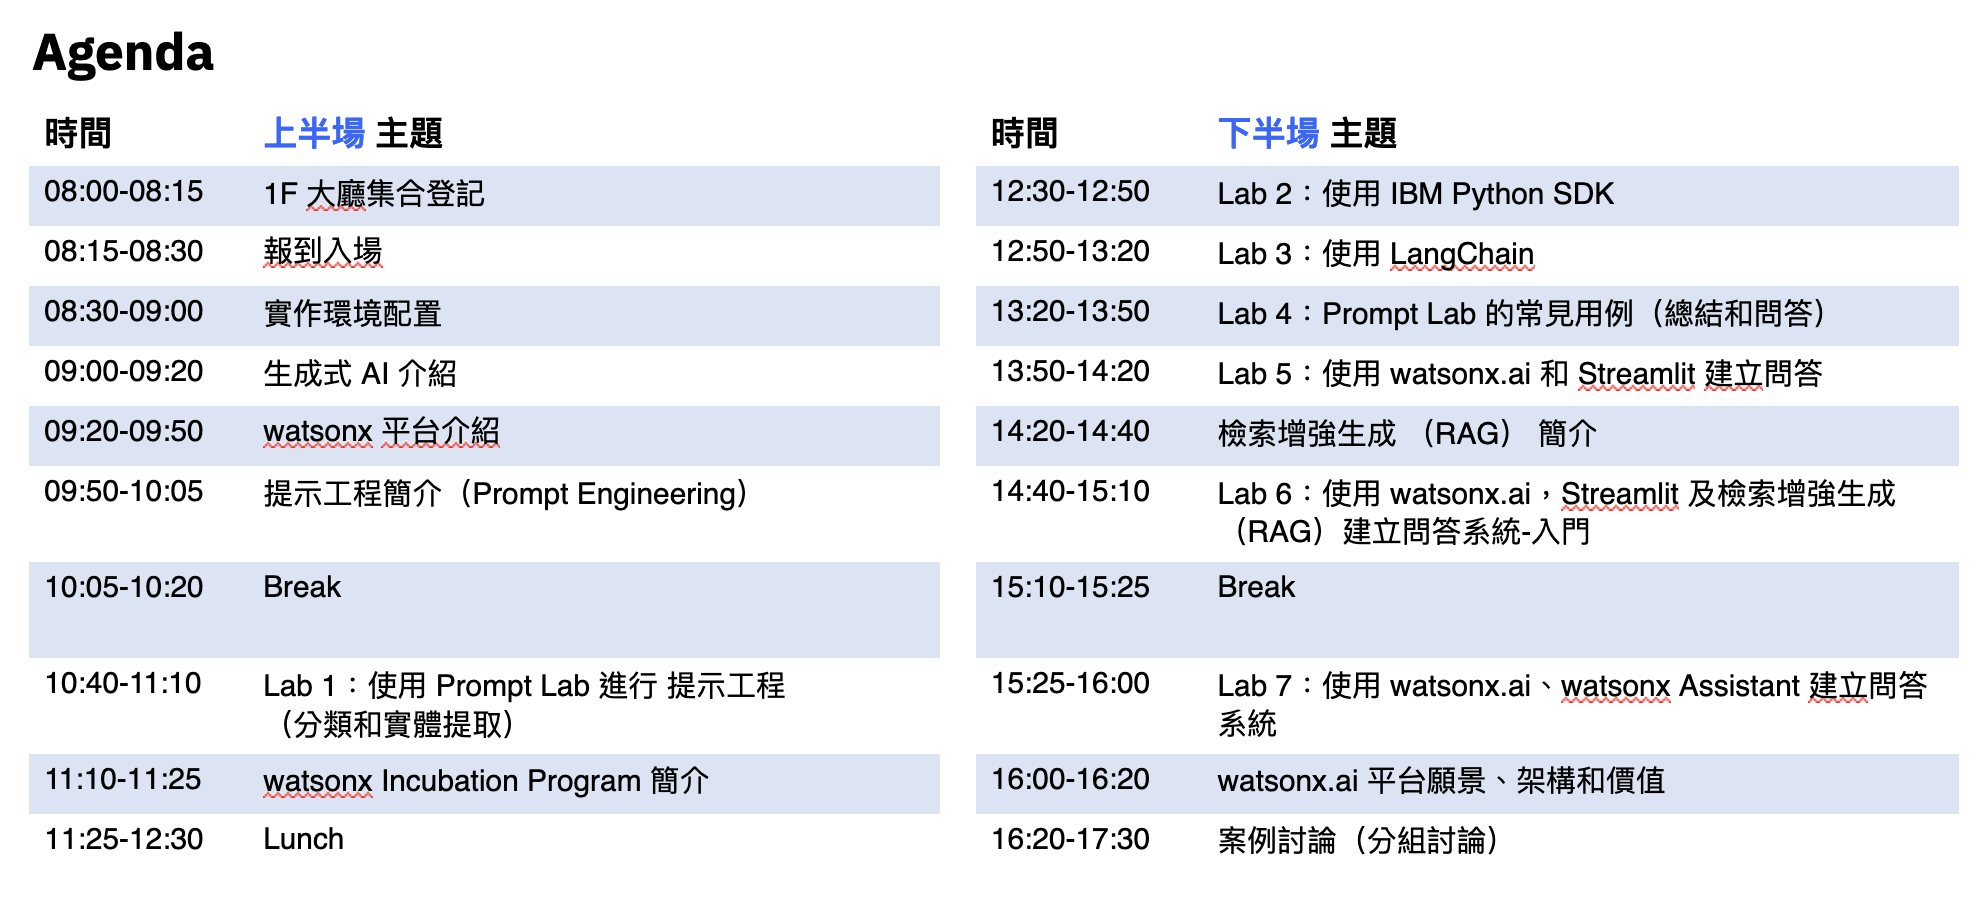 Agenda
時間 上半場 主題
08:00-08:15 1F 大廳集合登記
08:15-08:30 報到入場
08:30-09:00 實作環境配置
09:00-09:20 生成式 AI 介紹
09:20-09:50 watsonx 平台介紹
09:50-10:05 提示工程簡介（Prompt Engineering）
10:05-10:20 Break
10:40-11:10 Lab 1：使用 Prompt Lab 進行 提示工程
（分類和實體提取）
11:10-11:25 watsonx Incubation Program 簡介
11:25-12:30 Lunch
時間 下半場 主題
12:30-12:50 Lab 2：使用 IBM Python SDK
12:50-13:20 Lab 3：使用 LangChain
13:20-13:50 Lab 4：Prompt Lab 的常見用例（總結和問答）
13:50-14:20 Lab 5：使用 watsonx.ai 和 Streamlit 建立問答
14:20-14:40 檢索增強生成 （RAG） 簡介
14:40-15:10 Lab 6：使用 watsonx.ai，Streamlit 及檢索增強生成
（RAG）建立問答系統-入門
15:10-15:25 Break
15:25-16:00 Lab 7：使用 watsonx.ai、watsonx Assistant 建立問答
系統
16:00-16:20 watsonx.ai 平台願景、架構和價值
16:20-17:30 案例討論（分組討論）